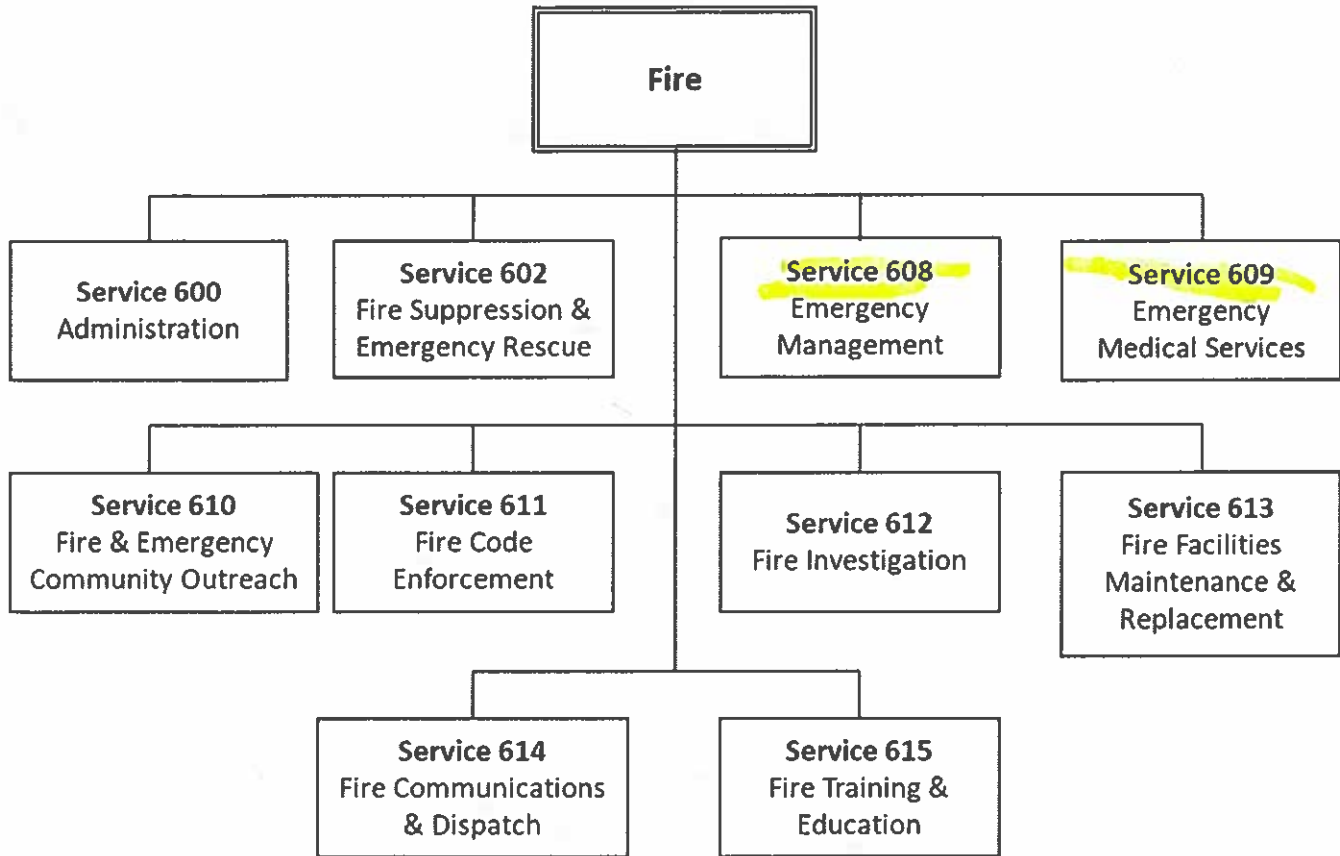 Fire
Service 600
Administration
Service 602
Fire Suppression &
Emergency Rescue
Service 608
Emergency
Management
Service 609
Emergency
Medical Services
Service 610
Fire & Emergency
Community Outreach
Service 611
Fire Code
Enforcement
Service 612
Fire Investigation
Service 613
Fire Facilities
Maintenance &
Replacement
Service 614
Fire Communications
& Dispatch
Service 615
Fire Training &
Education